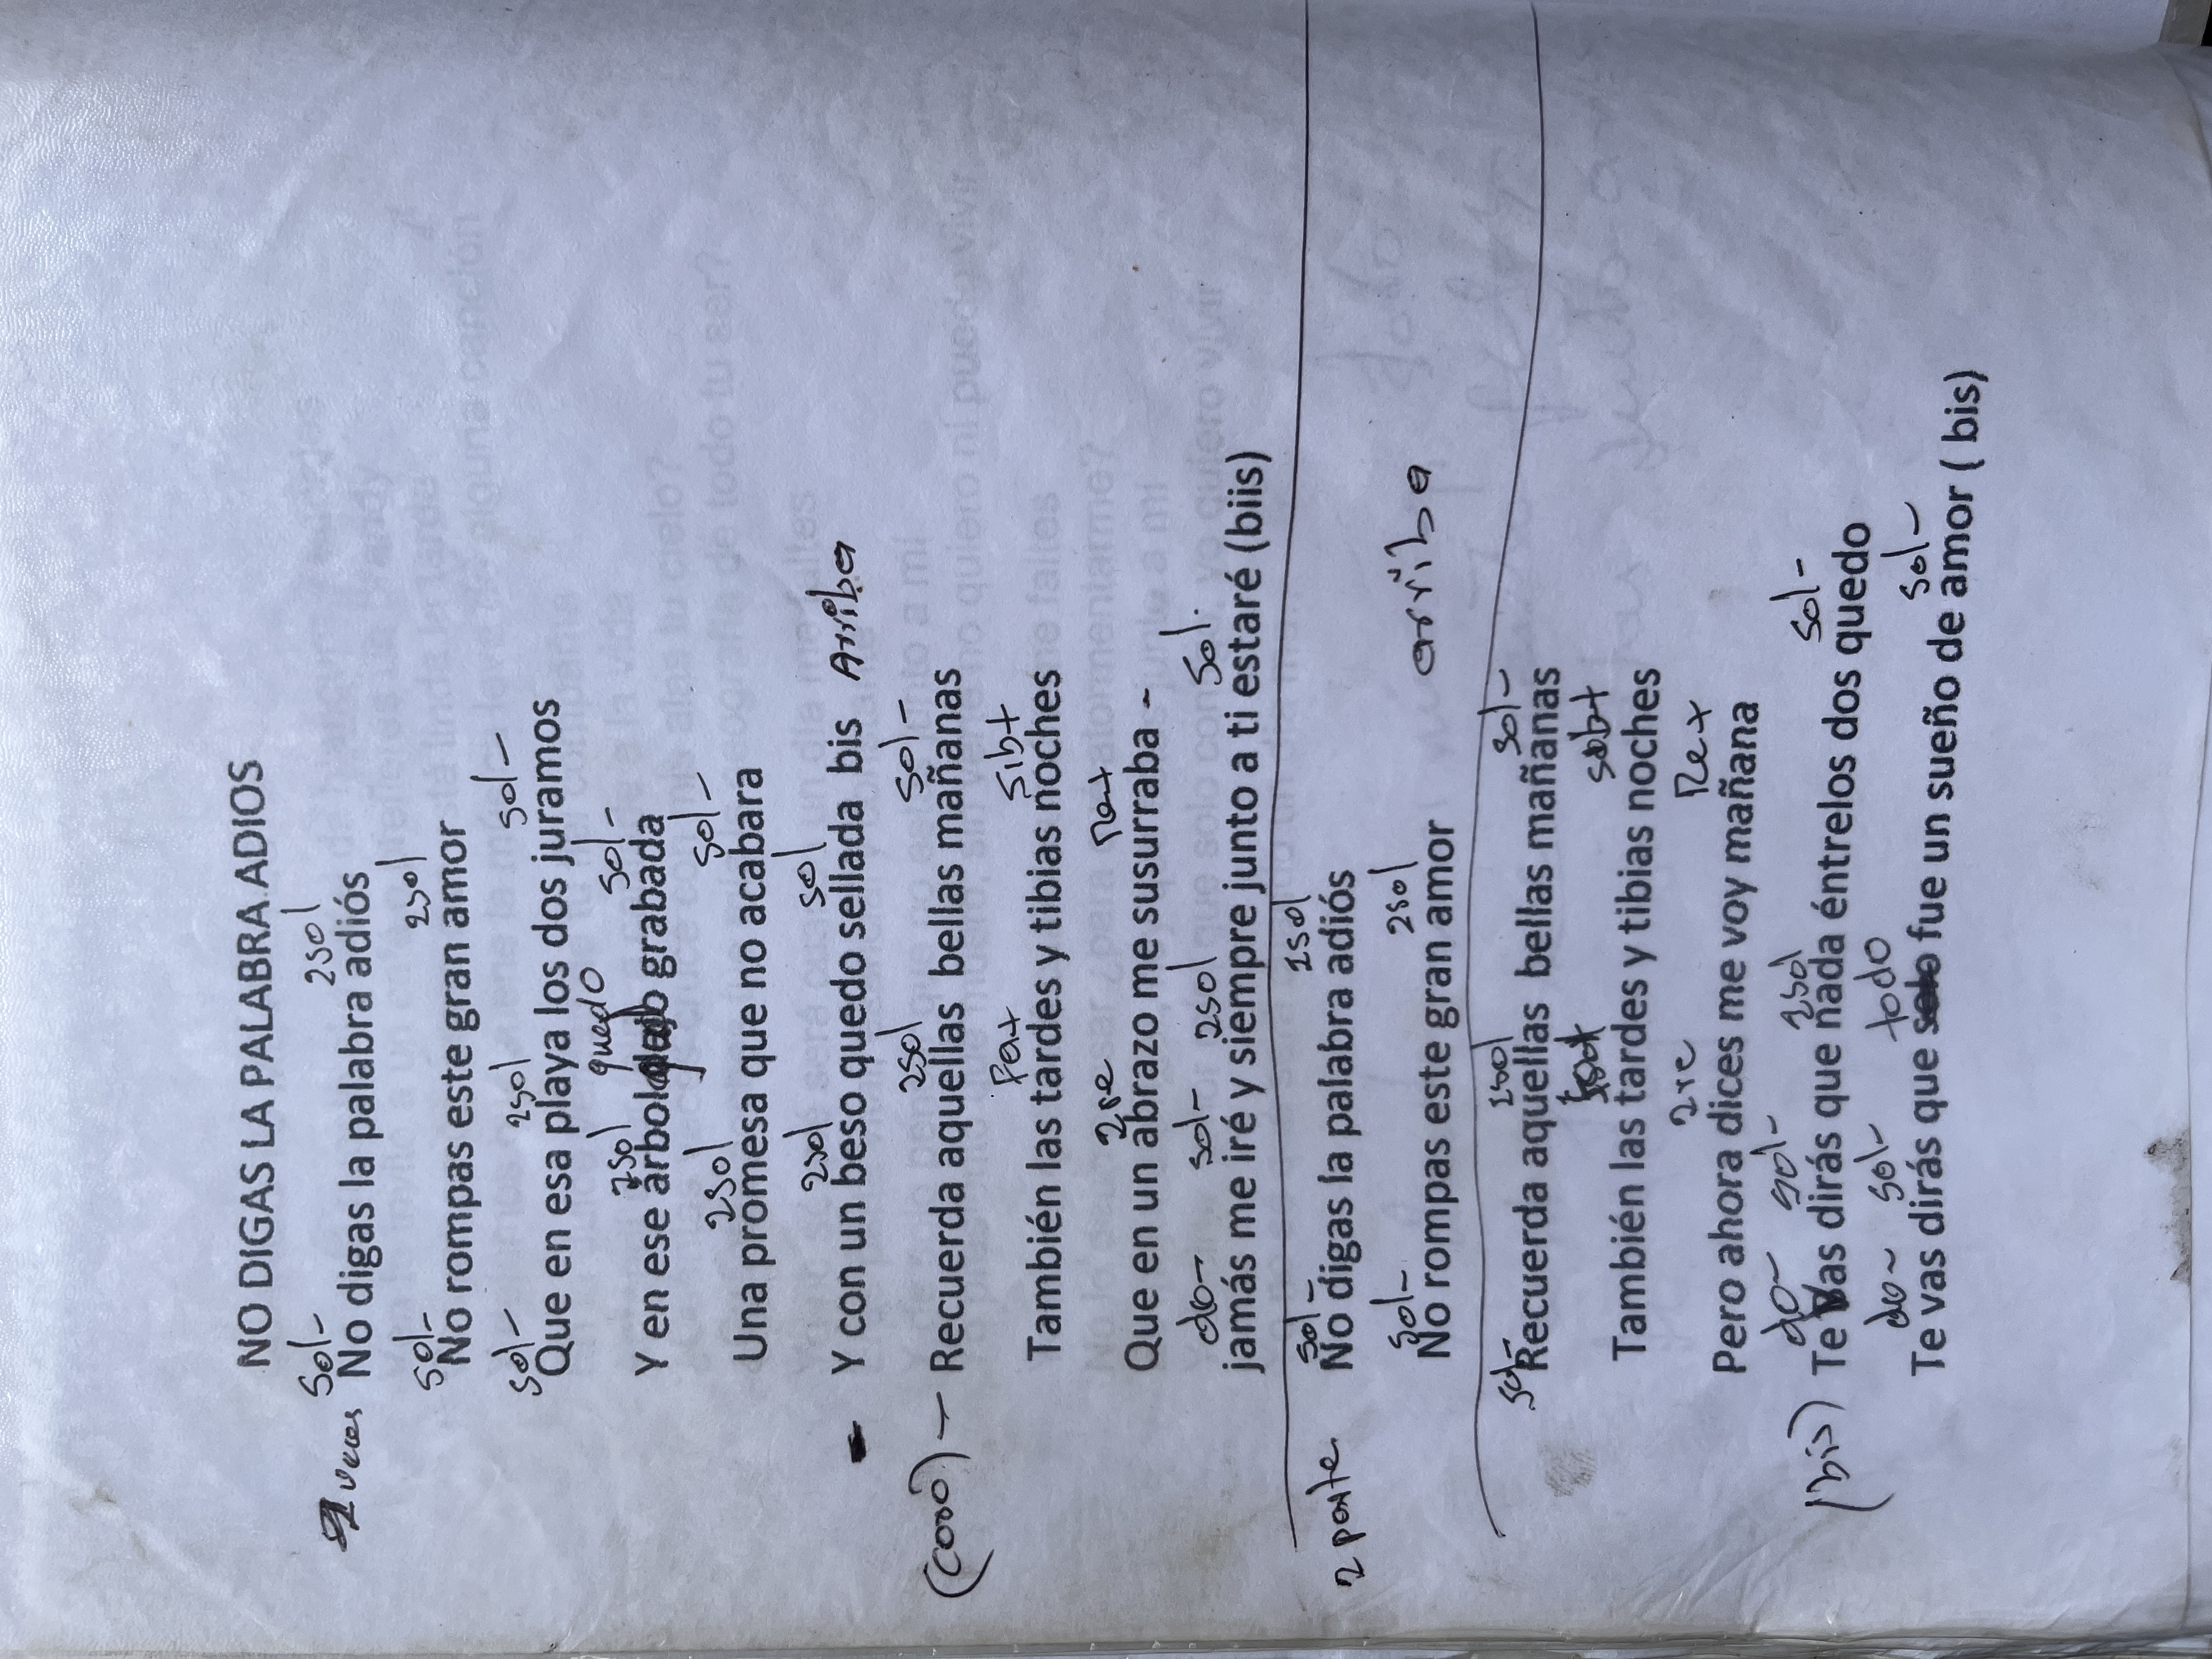 NO DIGAS LA PALABRA ADIOS
sol- 2sol
veces No digas la palabra adiós
sol- 2sol
No rompas este gran amor
sol- 2sol sol-
Que en esa playa los dos juramos
2sol quedo sol-
Y en ese árbol grabada
2sol sol-
Una promesa que no acabara
2sol sol
Y con un beso quedo sellada bis Arriba
2sol sol-
(coro) - Recuerda aquellas bellas mañanas
Fa+ sib+
También las tardes y tibias noches
2re Re+
Que en un abrazo me susurraba -
do- sol- 2sol sol-
jamás me iré y siempre junto a ti estaré (biis)
sol- 2sol
2 parte No digas la palabra adiós
sol- 2sol
No rompas este gran amor arriba
sol- 2sol sol-
Recuerda aquellas bellas mañanas
sib+
También las tardes y tibias noches
2re Re+
Pero ahora dices me voy mañana
do- sol- 2sol sol-
(bis) Te Vas dirás que nada éntrelos dos quedo
do- sol- todo sol-
Te vas dirás que solo fue un sueño de amor ( bis)